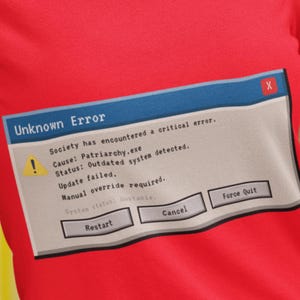 Unknown Error
X
Society has encountered a critical error.
Cause: Patriarchy.exe
Status: Outdated system detected.
Update failed.
Manual override required.
System
Restart
Cancel
Force Quit